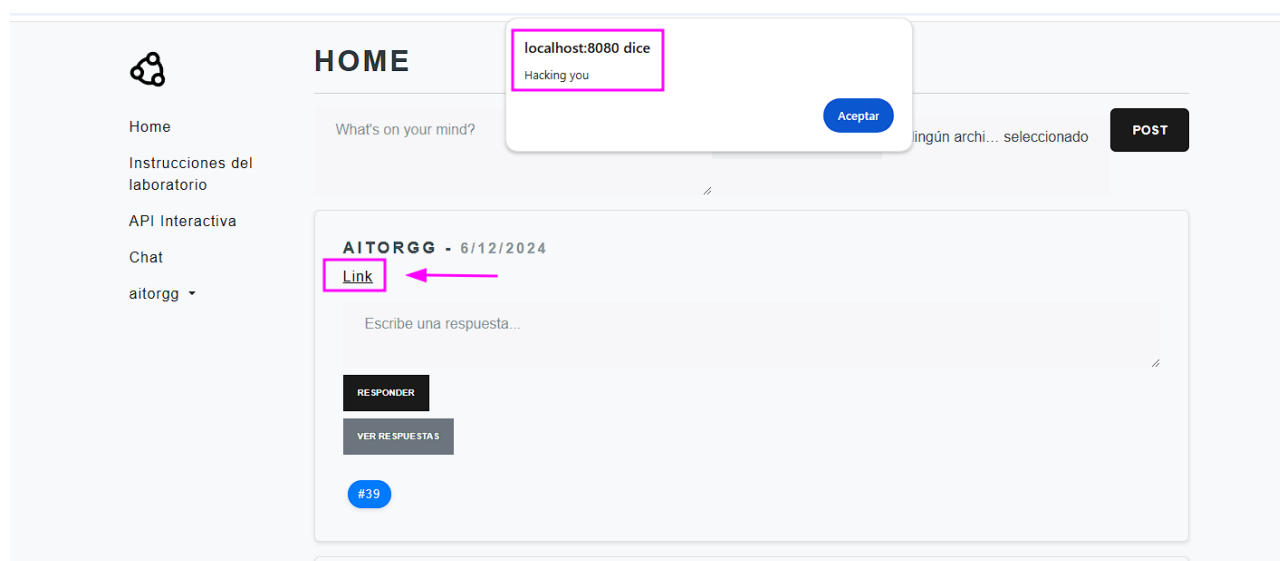 HOME
localhost:8080 dice
Hacking you
Aceptar
Home
Instrucciones del
laboratorio
API Interactiva
Chat
aitorgg
What's on your mind?
archi... seleccionado
POST
AITORGG - 6/12/2024
Link
Escribe una respuesta...
RESPONDER
VER RESPUESTAS
#39